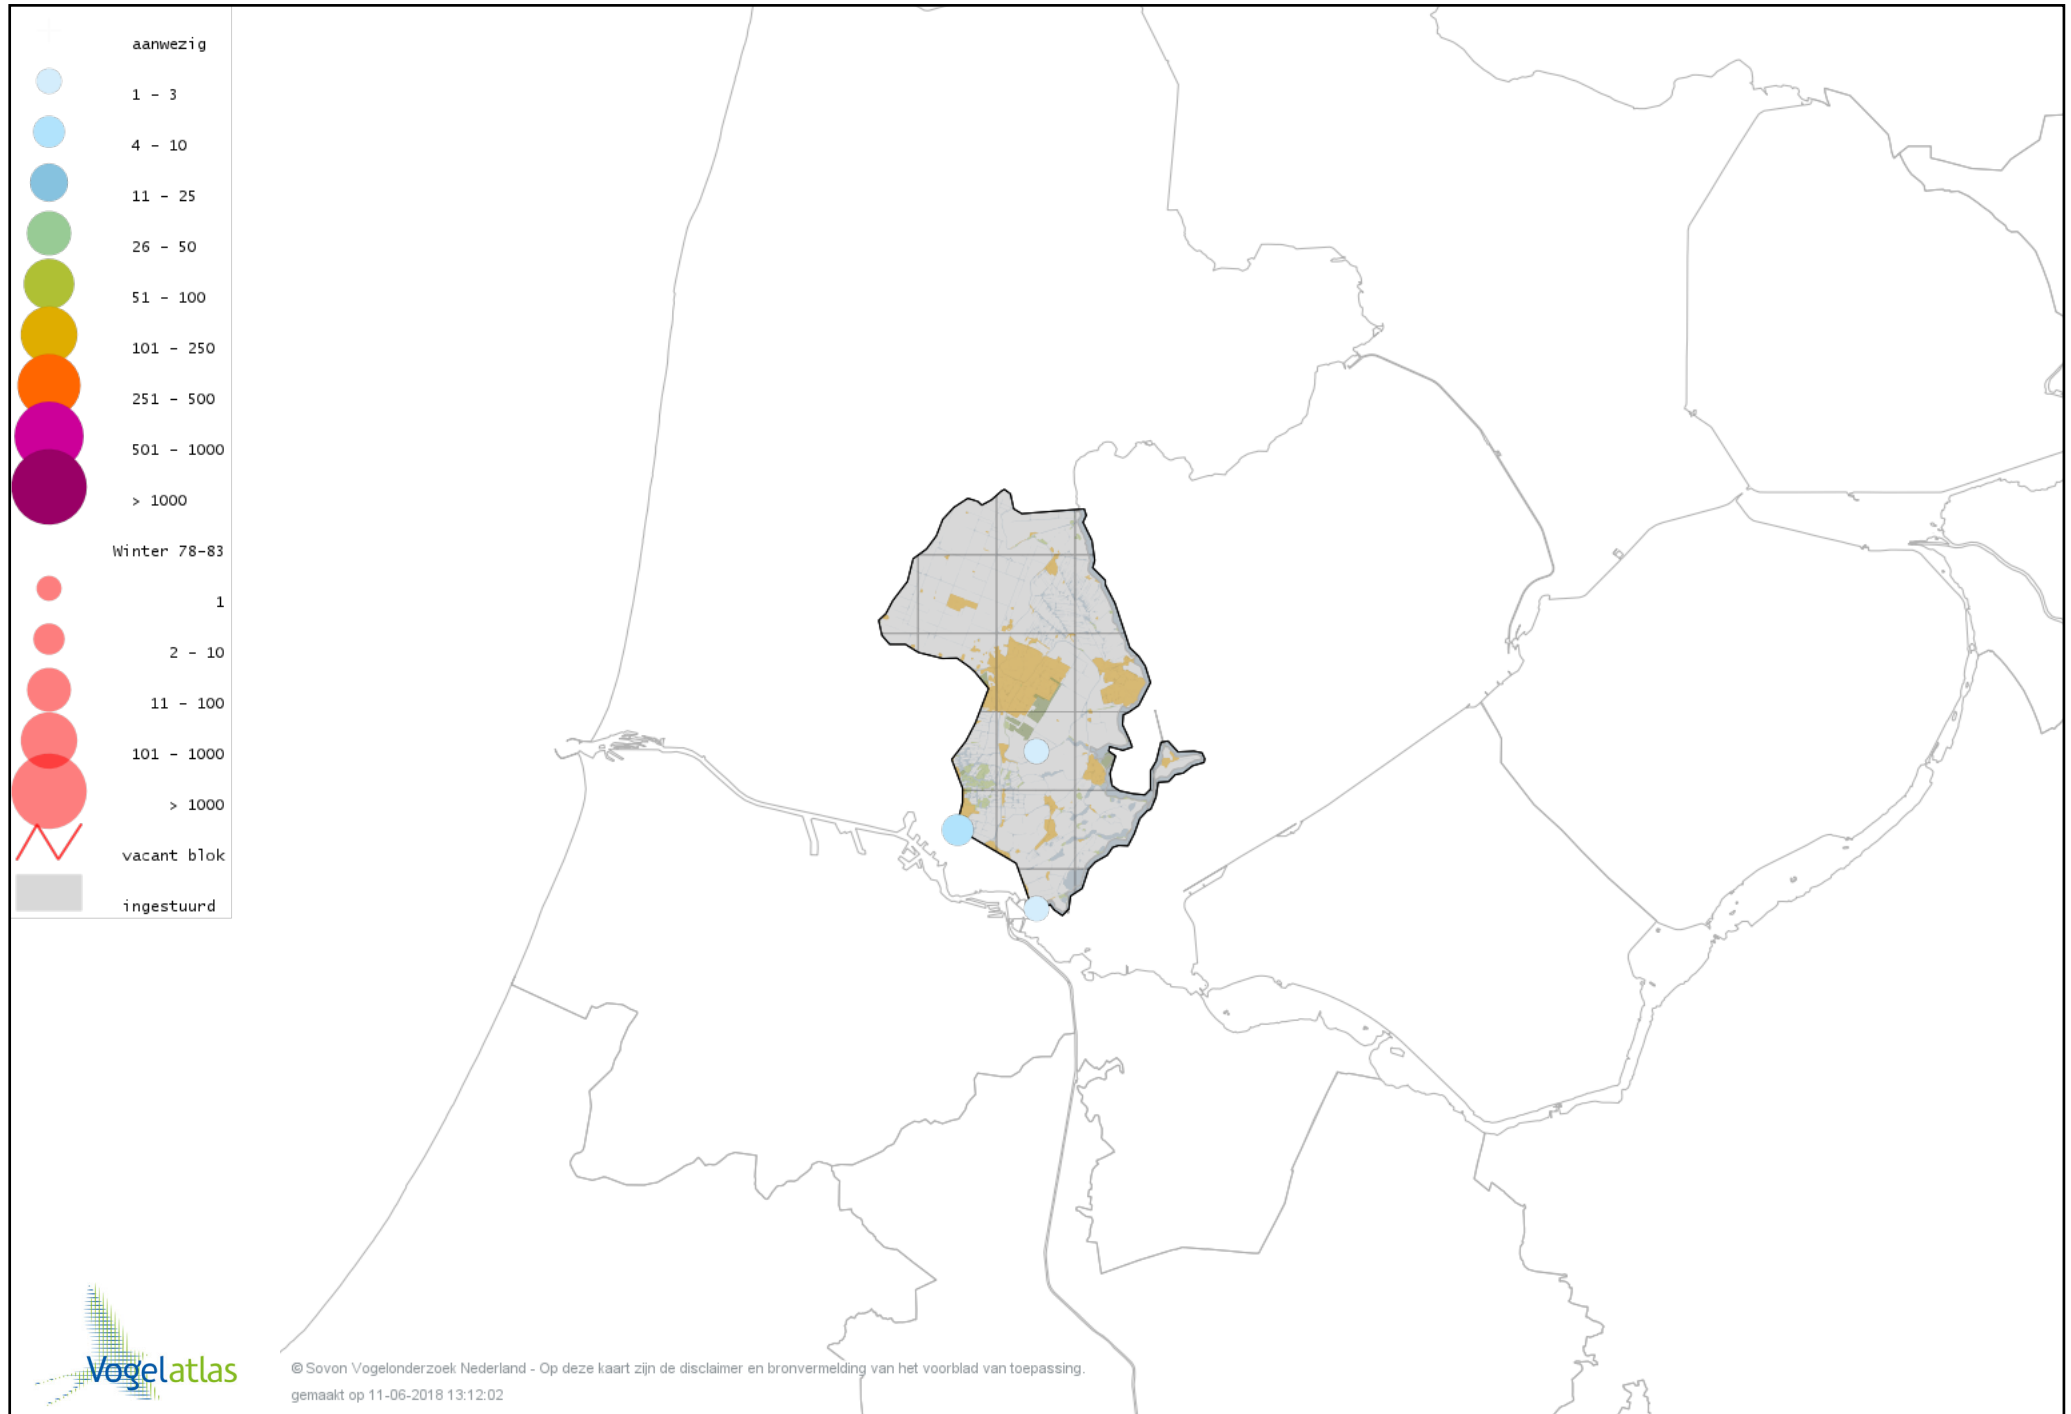 aanwezig
1 - 3
4 - 10
11 - 25
26 - 50
51 - 100
101 - 250
251 - 500
501 - 1000
> 1000
Winter 78-83
1
2 - 10
11 - 100
101 - 1000
> 1000
vacant blok
ingestuurd
Vogelatlas
© Sovon Vogelonderzoek Nederland - Op deze kaart zijn de disclaimer en bronvermelding van het voorblad van toepassing.
gemaakt op 11-06-2018 13:12:02